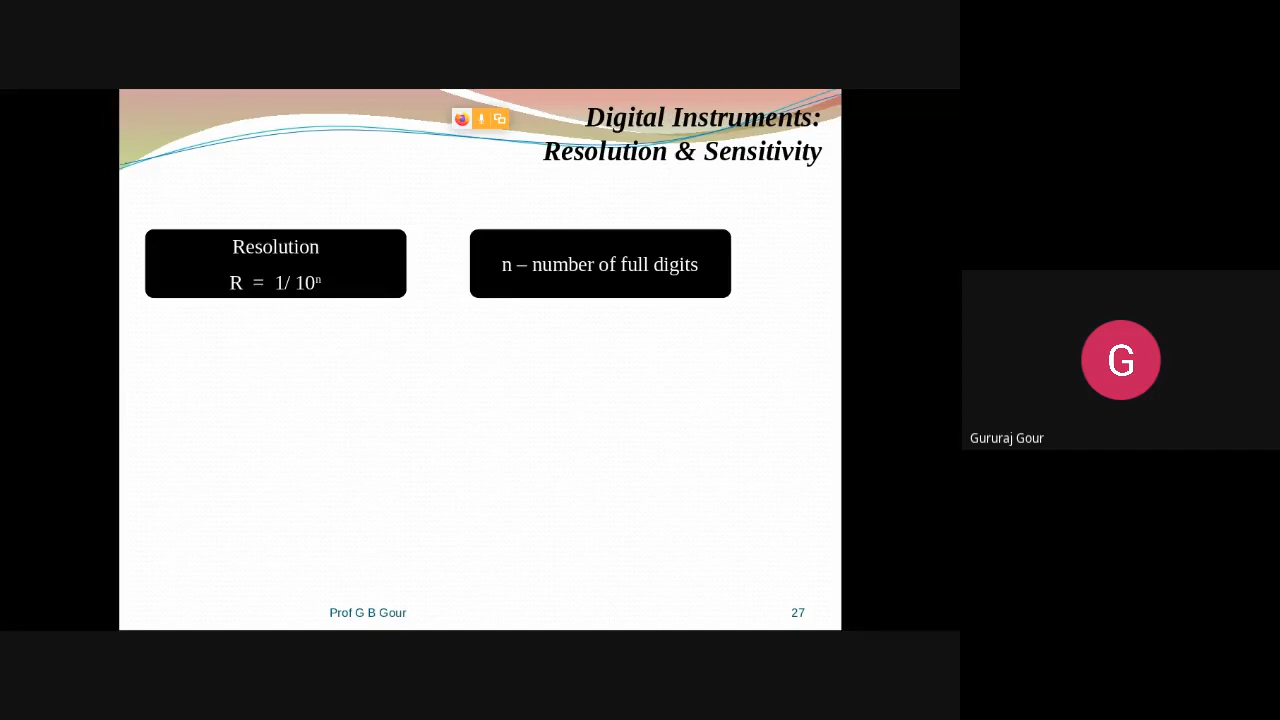 Digital Instruments:
Resolution & Sensitivity
Resolution
R = 1/ 10ⁿ
n – number of full digits
G
Gururaj Gour
Prof G B Gour
27